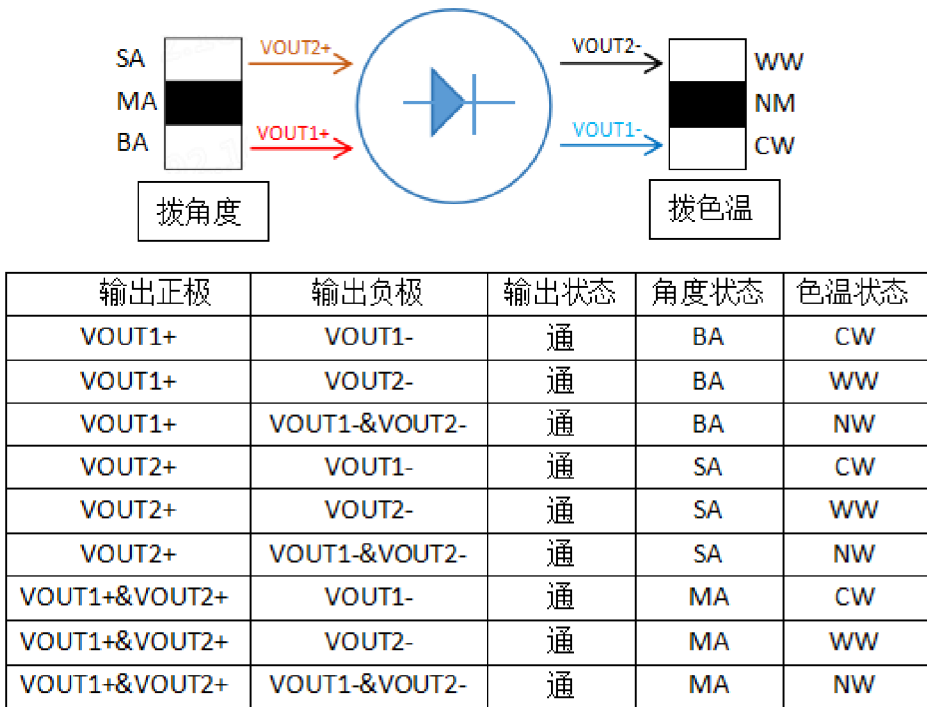 SA VOUT2+ VOUT2- WW
MA NM
BA VOUT1+ VOUT1- CW
拨角度 拨色温
输出正极 输出负极 输出状态 角度状态 色温状态
VOUT1+ VOUT1- 通 BA CW
VOUT1+ VOUT2- 通 BA WW
VOUT1+ VOUT1-&VOUT2- 通 BA NW
VOUT2+ VOUT1- 通 SA CW
VOUT2+ VOUT2- 通 SA WW
VOUT2+ VOUT1-&VOUT2- 通 SA NW
VOUT1+&VOUT2+ VOUT1- 通 MA CW
VOUT1+&VOUT2+ VOUT2- 通 MA WW
VOUT1+&VOUT2+ VOUT1-&VOUT2- 通 MA NW